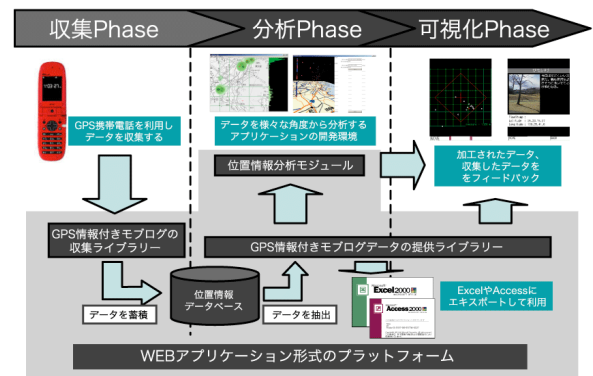 収集Phase
分析Phase
可視化Phase
GPS携帯電話を利用し
データを収集する
データを様々な角度から分析する
アプリケーションの開発環境
位置情報分析モジュール
加工されたデータ、
収集したデータを
をフィードバック
GPS情報付きモブログの
収集ライブラリー
GPS情報付きモブログデータの提供ライブラリー
位置情報
データベース
データを蓄積
データを抽出
Excel2000
Access2000
ExcelやAccessに
エキスポートして利用
WEBアプリケーション形式のプラットフォーム